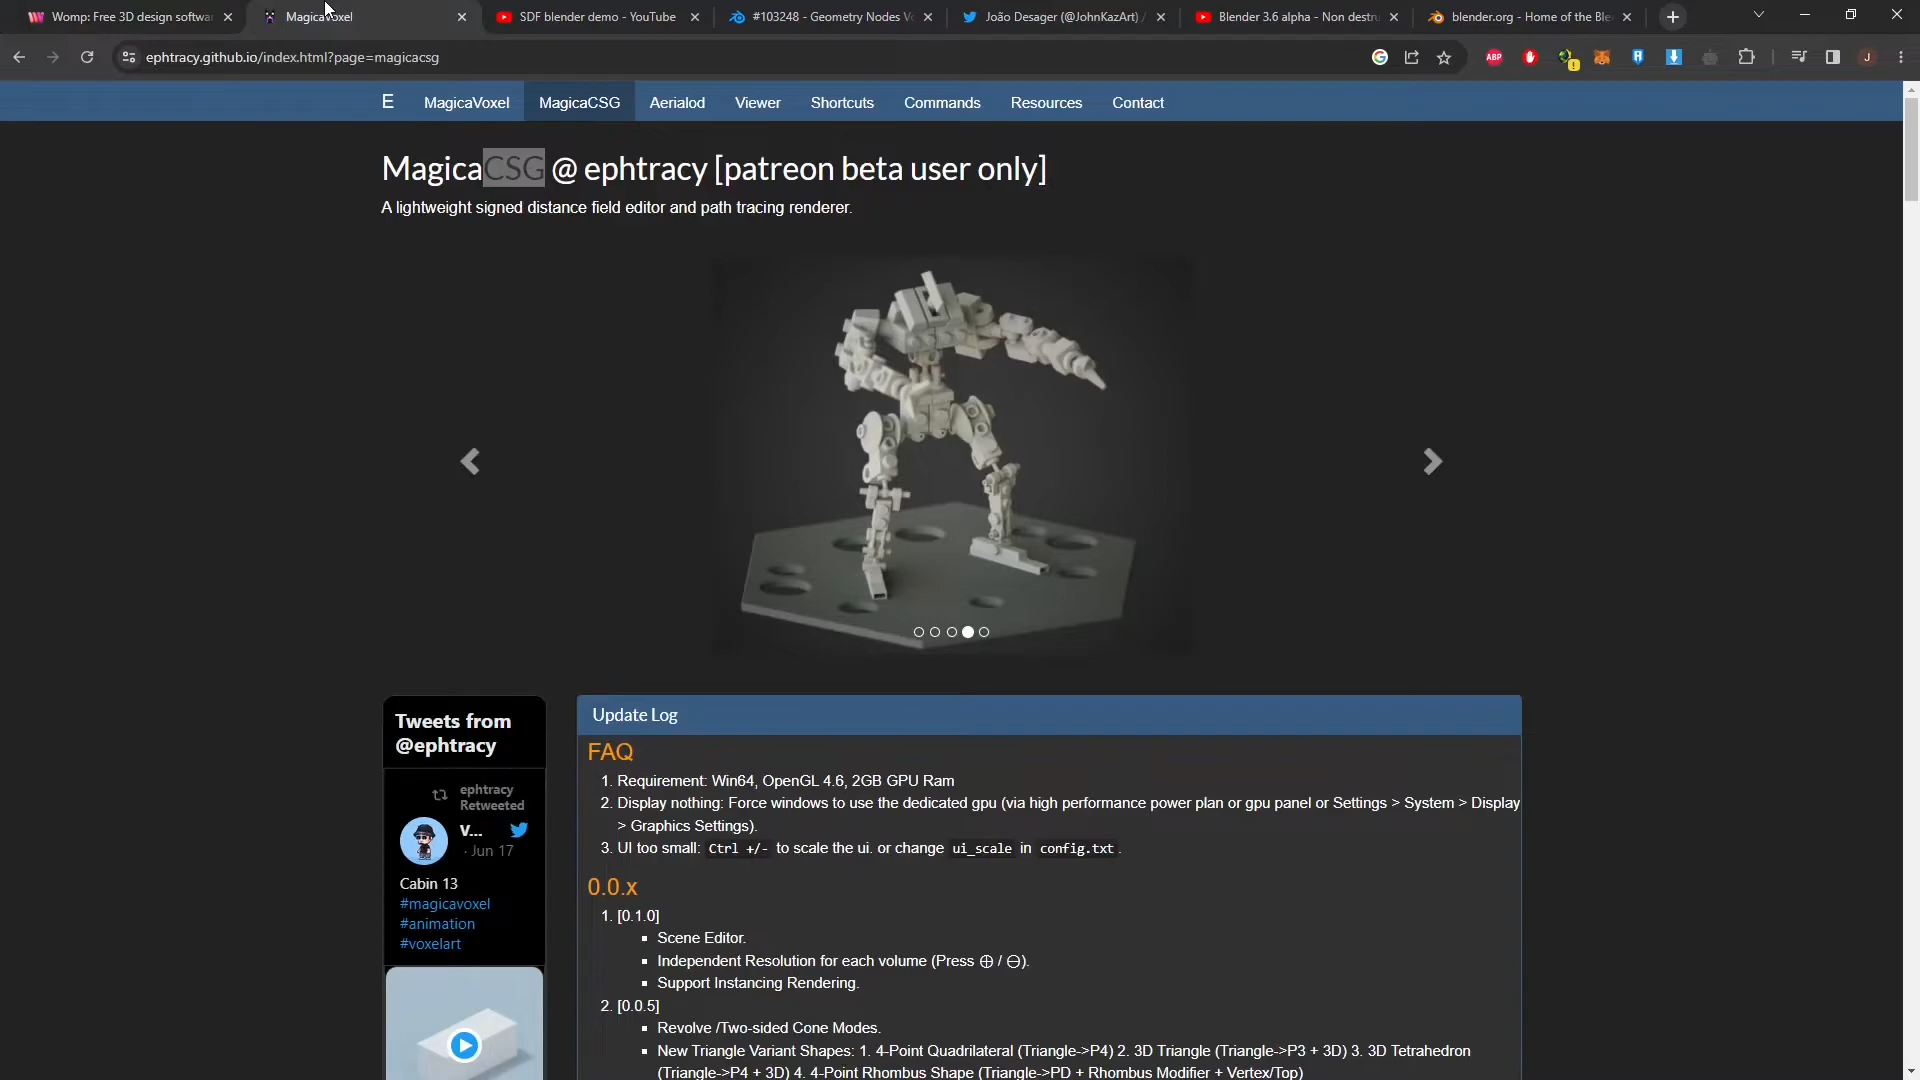 Womp: Free 3D design softwar
MagicaVoxel
SDF blender demo - YouTube
#103248 - Geometry Nodes Vo
João Desager (@JohnKazArt) /
Blender 3.6 alpha - Non destru
blender.org - Home of the Ble
ephtracy.github.io/index.html?page=magicacsg
ABP
J
E MagicaVoxel MagicaCSG Aerialod Viewer Shortcuts Commands Resources Contact
MagicaCSG @ ephtracy [patreon beta user only]
A lightweight signed distance field editor and path tracing renderer.
Tweets from
@ephtracy
ephtracy
Retweeted
V...
· Jun 17
Cabin 13
#magicavoxel
#animation
#voxelart
Update Log
FAQ
1. Requirement: Win64, OpenGL 4.6, 2GB GPU Ram
2. Display nothing: Force windows to use the dedicated gpu (via high performance power plan or gpu panel or Settings > System > Display
> Graphics Settings).
3. UI too small: Ctrl +/- to scale the ui. or change ui_scale in config.txt.
0.0.x
1. [0.1.0]
▪ Scene Editor.
▪ Independent Resolution for each volume (Press ⊕ / ⊖).
▪ Support Instancing Rendering.
2. [0.0.5]
▪ Revolve /Two-sided Cone Modes.
▪ New Triangle Variant Shapes: 1. 4-Point Quadrilateral (Triangle->P4) 2. 3D Triangle (Triangle->P3 + 3D) 3. 3D Tetrahedron
(Triangle->P4 + 3D) 4. 4-Point Rhombus Shape (Triangle->PD + Rhombus Modifier + Vertex/Top)